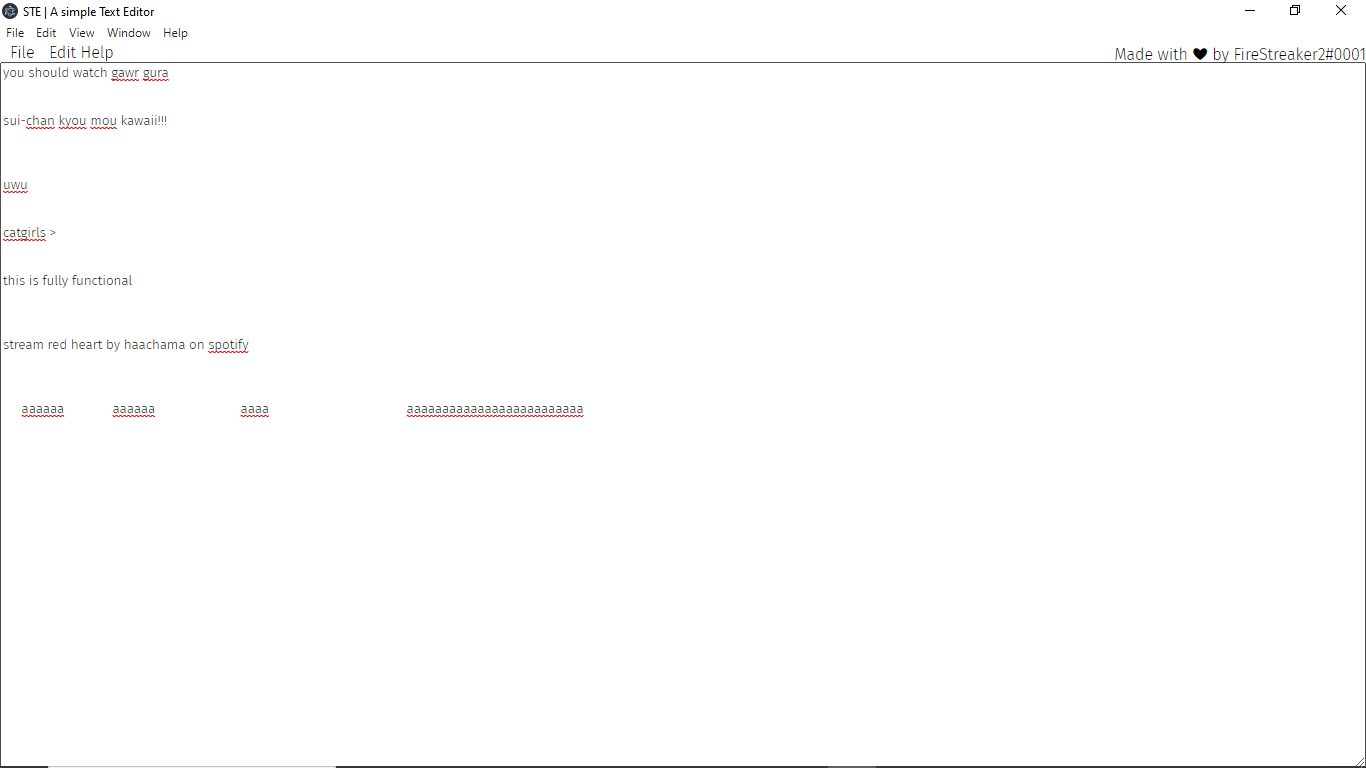 STE | A simple Text Editor
File Edit View Window Help
File Edit Help
Made with ♥ by FireStreaker2#0001
you should watch gawr gura
sui-chan kyou mou kawaii!!!
uwu
catgirls >
this is fully functional
stream red heart by haachama on spotify
aaaaaa aaaaaa aaaa aaaaaaaaaaaaaaaaaaaaaaaaa